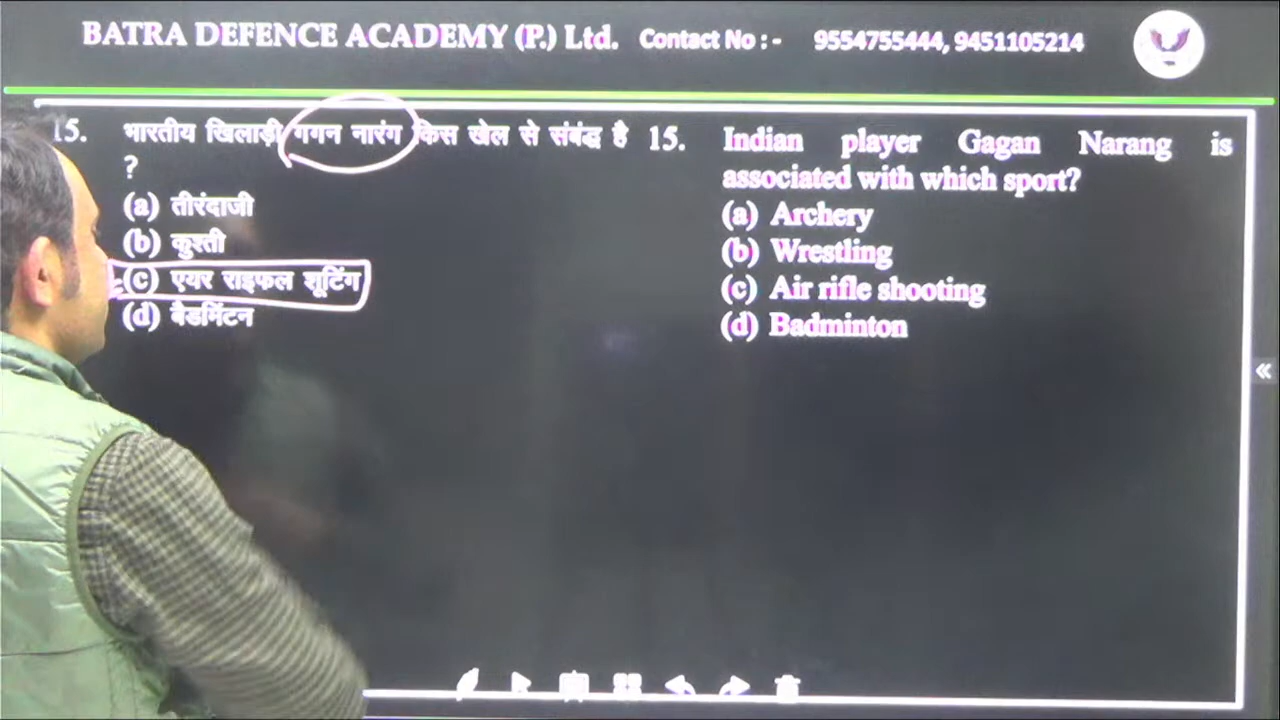 BATRA DEFENCE ACADEMY (P.) Ltd. Contact No : - 9554755444, 9451105214
15. भारतीय खिलाड़ी गगन नारंग किस खेल से संबंद्ध है
?
(a) तीरंदाजी
(b) कुश्ती
(c) एयर राइफल शूटिंग
(d) बैडमिंटन
15. Indian player Gagan Narang is
associated with which sport?
(a) Archery
(b) Wrestling
(c) Air rifle shooting
(d) Badminton